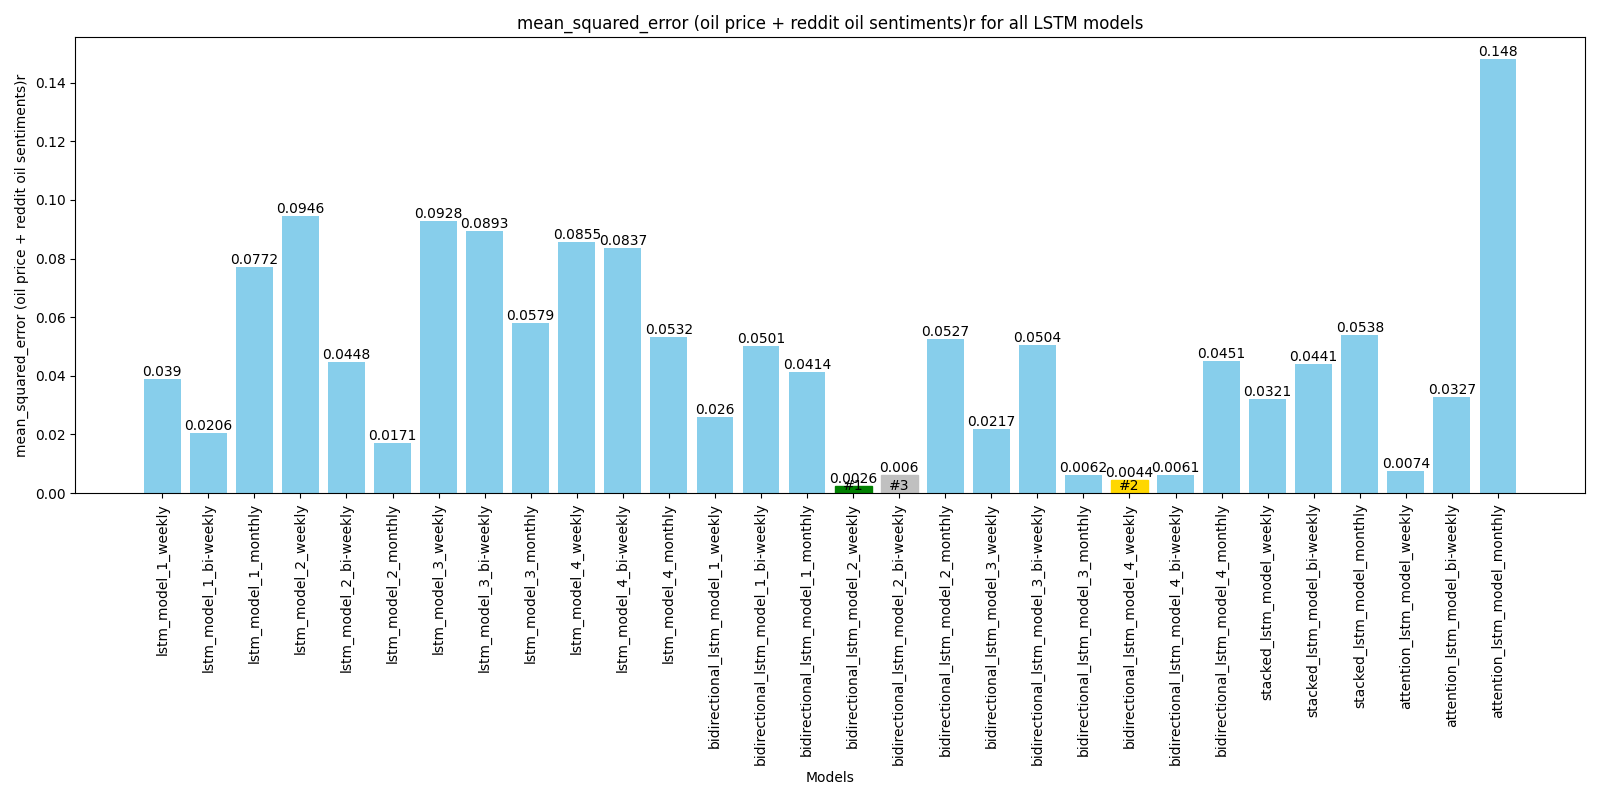 mean_squared_error (oil price + reddit oil sentiments)r for all LSTM models
mean_squared_error (oil price + reddit oil sentiments)r
0.14
0.12
0.10
0.08
0.06
0.04
0.02
0.00
0.039
0.0206
0.0772
0.0946
0.0448
0.0171
0.0928
0.0893
0.0579
0.0855
0.0837
0.0532
0.026
0.0501
0.0414
0.0026
#1
0.006
#3
0.0527
0.0217
0.0504
0.0062
0.0044
#2
0.0061
0.0451
0.0321
0.0441
0.0538
0.0074
0.0327
0.148
lstm_model_1_weekly
lstm_model_1_bi-weekly
lstm_model_1_monthly
lstm_model_2_weekly
lstm_model_2_bi-weekly
lstm_model_2_monthly
lstm_model_3_weekly
lstm_model_3_bi-weekly
lstm_model_3_monthly
lstm_model_4_weekly
lstm_model_4_bi-weekly
lstm_model_4_monthly
bidirectional_lstm_model_1_weekly
bidirectional_lstm_model_1_bi-weekly
bidirectional_lstm_model_1_monthly
bidirectional_lstm_model_2_weekly
bidirectional_lstm_model_2_bi-weekly
bidirectional_lstm_model_2_monthly
bidirectional_lstm_model_3_weekly
bidirectional_lstm_model_3_bi-weekly
bidirectional_lstm_model_3_monthly
bidirectional_lstm_model_4_weekly
bidirectional_lstm_model_4_bi-weekly
bidirectional_lstm_model_4_monthly
stacked_lstm_model_weekly
stacked_lstm_model_bi-weekly
stacked_lstm_model_monthly
attention_lstm_model_weekly
attention_lstm_model_bi-weekly
attention_lstm_model_monthly
Models